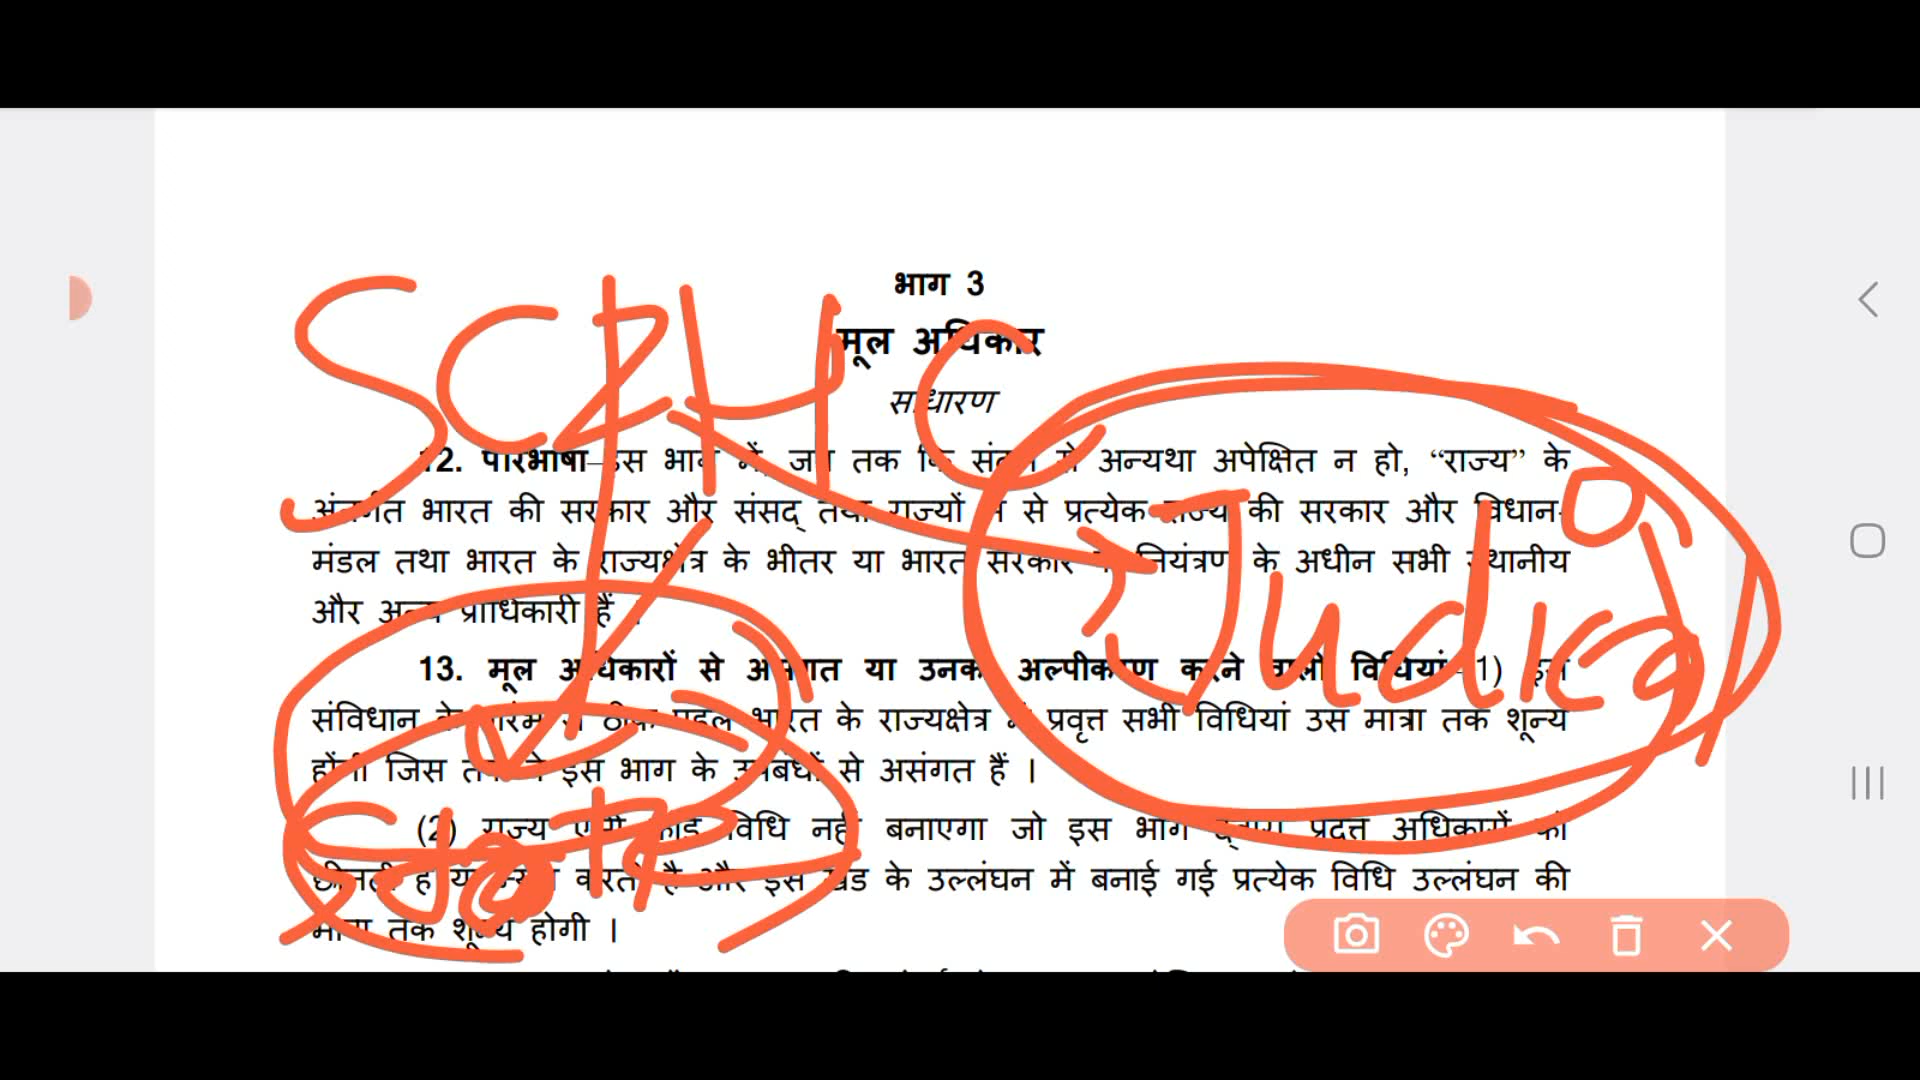 भाग 3
मूल अधिकार
साधारण
SC HC
12. परिभाषा–इस भाग में, जब तक कि संदर्भ से अन्यथा अपेक्षित न हो, “राज्य” के
अंतर्गत भारत की सरकार और संसद् तथा राज्यों में से प्रत्येक राज्य की सरकार और विधान-
मंडल तथा भारत के राज्यक्षेत्र के भीतर या भारत सरकार के नियंत्रण के अधीन सभी स्थानीय
और अन्य प्राधिकारी हैं ।
13. मूल अधिकारों से असंगत या उनका अल्पीकरण करने वाली विधियां–(1) इस
संविधान के प्रारंभ से ठीक पहले भारत के राज्यक्षेत्र में प्रवृत्त सभी विधियां उस मात्रा तक शून्य
होंगी जिस तक वे इस भाग के उपबंधों से असंगत हैं ।
(2) राज्य ऐसी कोई विधि नहीं बनाएगा जो इस भाग द्वारा प्रदत्त अधिकारों को
छीनती है या न्यून करती है और इस खंड के उल्लंघन में बनाई गई प्रत्येक विधि उल्लंघन की
मात्रा तक शून्य होगी ।
State